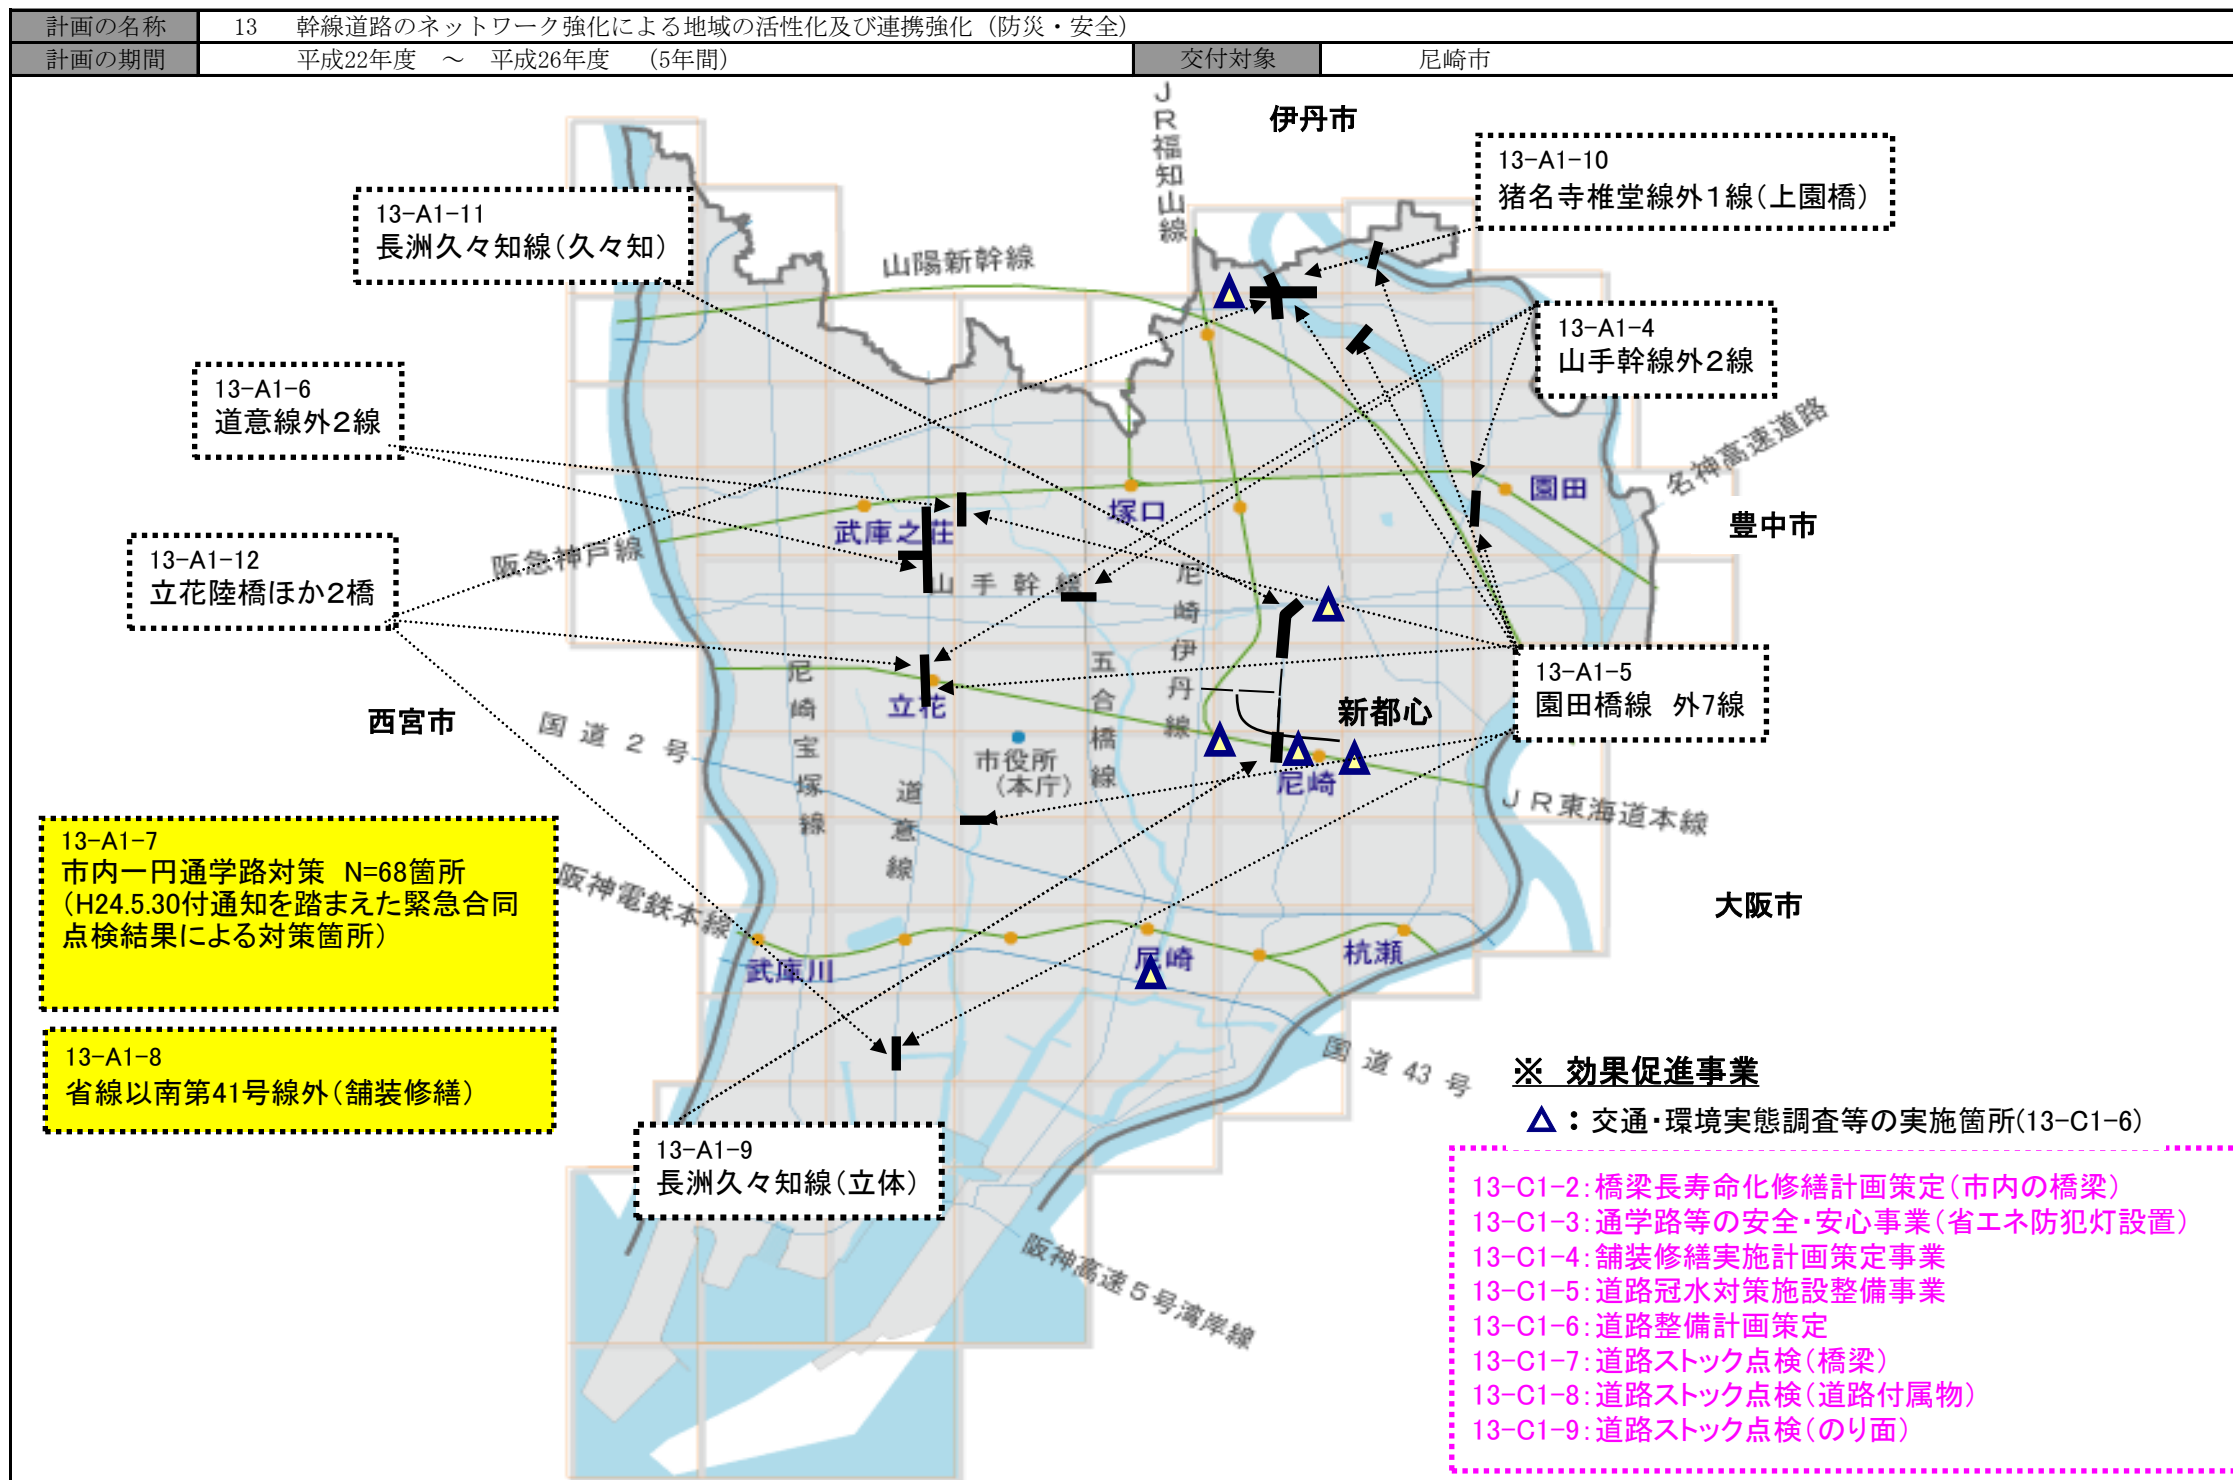 計画の名称 13 幹線道路のネットワーク強化による地域の活性化及び連携強化（防災・安全）
計画の期間 平成22年度 ～ 平成26年度 （5年間） 交付対象 尼崎市
JR福知山線
伊丹市
13-A1-10
猪名寺椎堂線外１線（上園橋）
13-A1-11
長洲久々知線（久々知）
山陽新幹線
13-A1-4
山手幹線外２線
13-A1-6
道意線外２線
名神高速道路
園田
塚口
武庫之荘
豊中市
阪急神戸線
13-A1-12
立花陸橋ほか２橋
山手幹線
尼崎伊丹線
五合橋線
尼崎宝塚線
13-A1-5
園田橋線 外７線
立花
新都心
西宮市
国道２号
市役所
（本庁）
道意線
尼崎
JR東海道本線
13-A1-7
市内一円通学路対策 N=68箇所
（H24.5.30付通知を踏まえた緊急合同
点検結果による対策箇所）
阪神電鉄本線
大阪市
武庫川
尼崎
杭瀬
13-A1-8
省線以南第41号線外（舗装修繕）
国道43号
※ 効果促進事業
△：交通・環境実態調査等の実施箇所(13-C1-6)
13-A1-9
長洲久々知線（立体）
阪神高速５号湾岸線
13-C1-2：橋梁長寿命化修繕計画策定（市内の橋梁）
13-C1-3：通学路等の安全・安心事業（省エネ防犯灯設置）
13-C1-4：舗装修繕実施計画策定事業
13-C1-5：道路冠水対策施設整備事業
13-C1-6：道路整備計画策定
13-C1-7：道路ストック点検（橋梁）
13-C1-8：道路ストック点検（道路付属物）
13-C1-9：道路ストック点検（のり面）